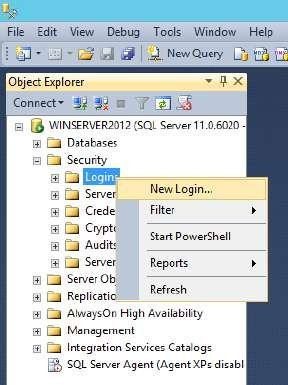 File Edit View Debug Tools Window Help
New Query
Object Explorer
Connect
WINSERVER2012 (SQL Server 11.0.6020 -
Databases
Security
Logins
New Login...
Server
Filter
Crede
Crypto
Start PowerShell
Audits
Server
Reports
Server Ob
Replicatio
Refresh
AlwaysOn High Availability
Management
Integration Services Catalogs
SQL Server Agent (Agent XPs disabl